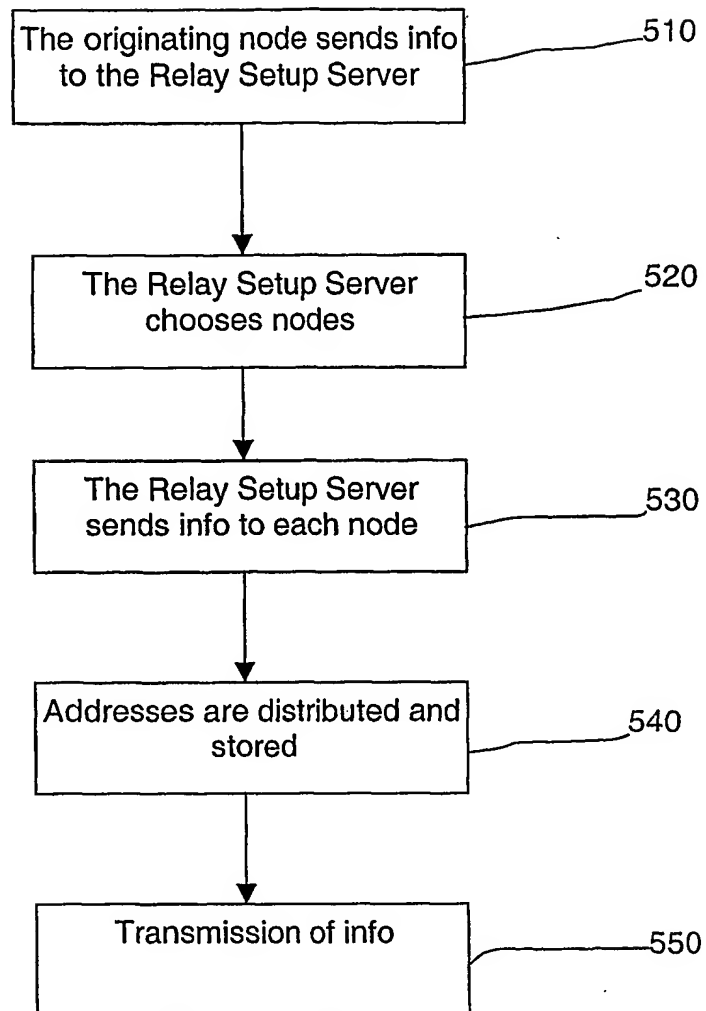 The originating node sends info
to the Relay Setup Server
510
The Relay Setup Server
chooses nodes
520
The Relay Setup Server
sends info to each node
530
Addresses are distributed and
stored
540
Transmission of info
550